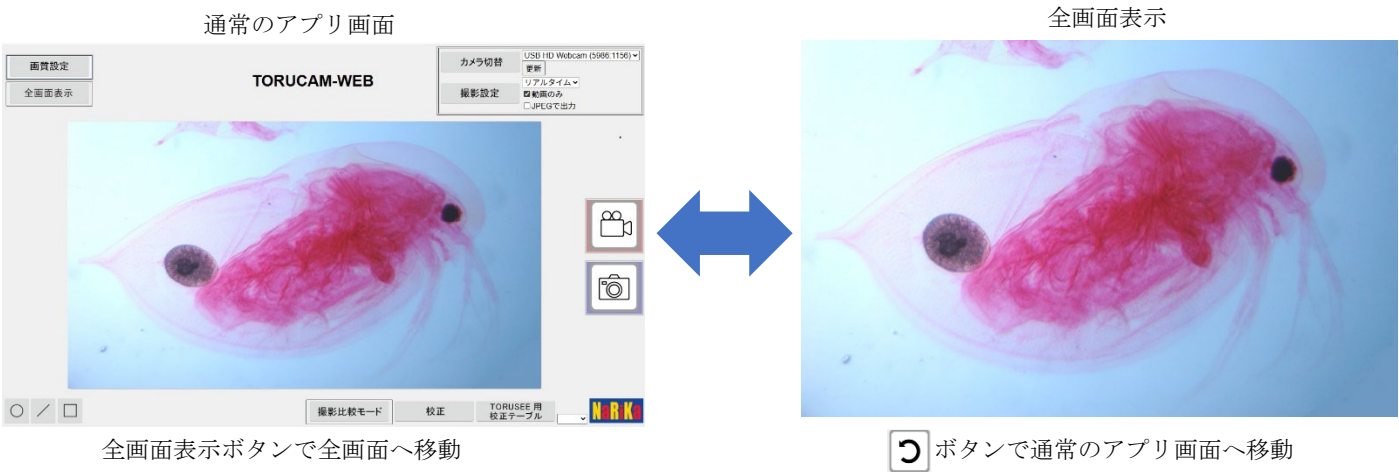 通常のアプリ画面
全画面表示
画質設定
全画面表示
TORUCAM-WEB
カメラ切替
USB HD Webcam (5986:1156)
更新
撮影設定
リアルタイム
動画のみ
JPEGで出力
撮影比較モード
校正
TORUSEE 用
校正テーブル
NaRiKa
全画面表示ボタンで全画面へ移動
ボタンで通常のアプリ画面へ移動